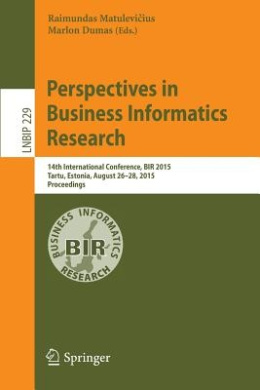 Raimundas Matulevičius
Marlon Dumas (Eds.)
LNBIP 229
Perspectives in
Business Informatics
Research
14th International Conference, BIR 2015
Tartu, Estonia, August 26–28, 2015
Proceedings
BUSINESS INFORMATICS
BIR
RESEARCH
Springer